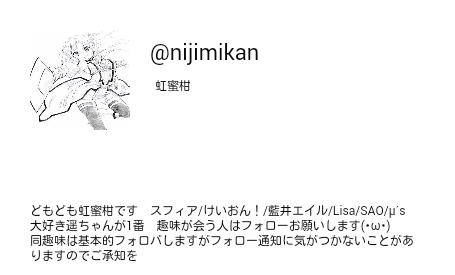 @nijimikan
虹蜜柑
どもども虹蜜柑です　スフィア/けいおん！/藍井エイル/Lisa/SAO/μ´s
大好き遥ちゃんが1番　趣味が会う人はフォローお願いします(･ω･)
同趣味は基本的フォロバしますがフォロー通知に気がつかないことがあ
りますのでご承知を